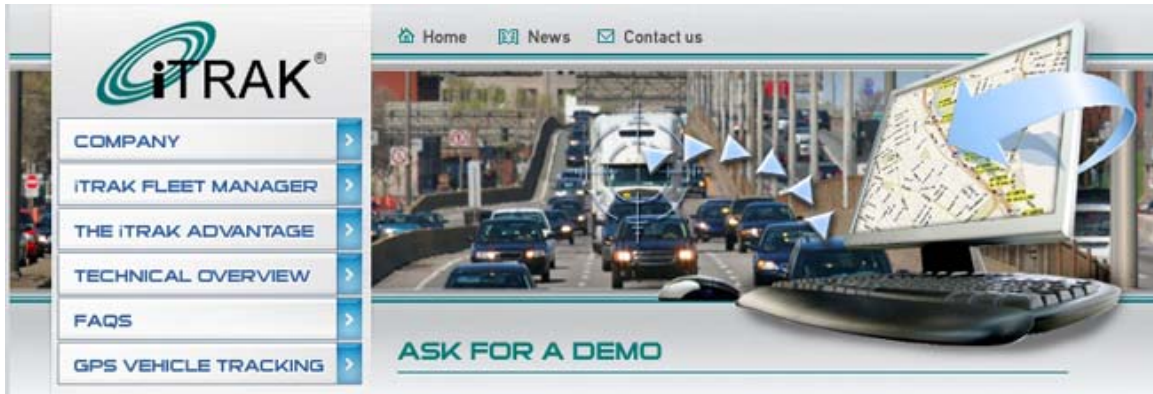 iTRAK®
Home News Contact us
COMPANY
iTRAK FLEET MANAGER
THE iTRAK ADVANTAGE
TECHNICAL OVERVIEW
FAQS
GPS VEHICLE TRACKING
ASK FOR A DEMO